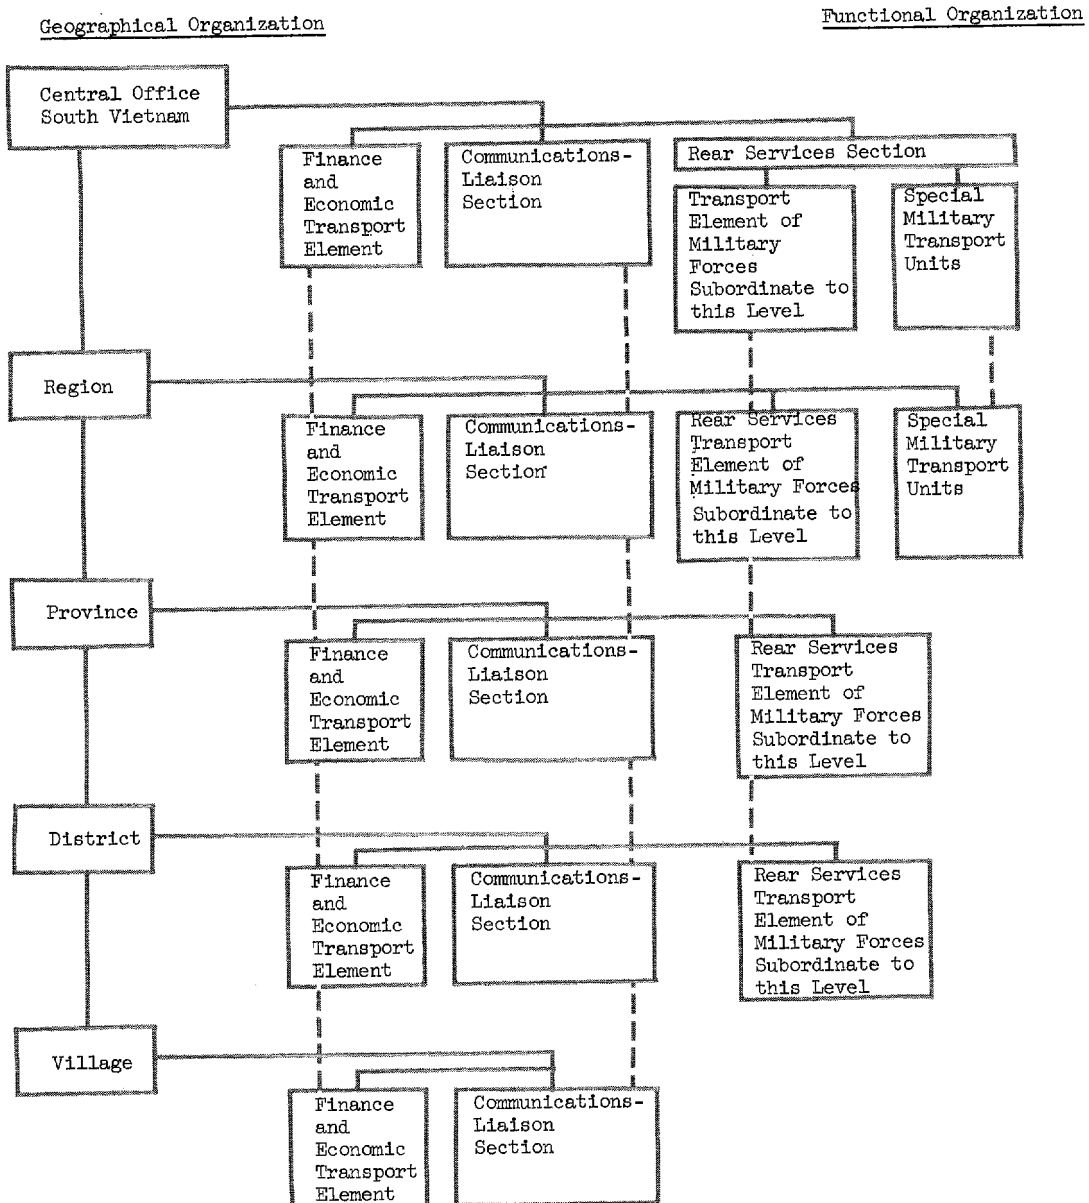 Geographical Organization
Functional Organization
Central Office
South Vietnam
Finance
and
Economic
Transport
Element
Communications-
Liaison
Section
Rear Services Section
Transport
Element of
Military
Forces
Subordinate to
this Level
Special
Military
Transport
Units
Region
Finance
and
Economic
Transport
Element
Communications-
Liaison
Section
Rear Services
Transport
Element of
Military Forces
Subordinate to
this Level
Special
Military
Transport
Units
Province
Finance
and
Economic
Transport
Element
Communications-
Liaison
Section
Rear Services
Transport
Element of
Military Forces
Subordinate to
this Level
District
Finance
and
Economic
Transport
Element
Communications-
Liaison
Section
Rear Services
Transport
Element of
Military Forces
Subordinate to
this Level
Village
Finance
and
Economic
Transport
Element
Communications-
Liaison
Section